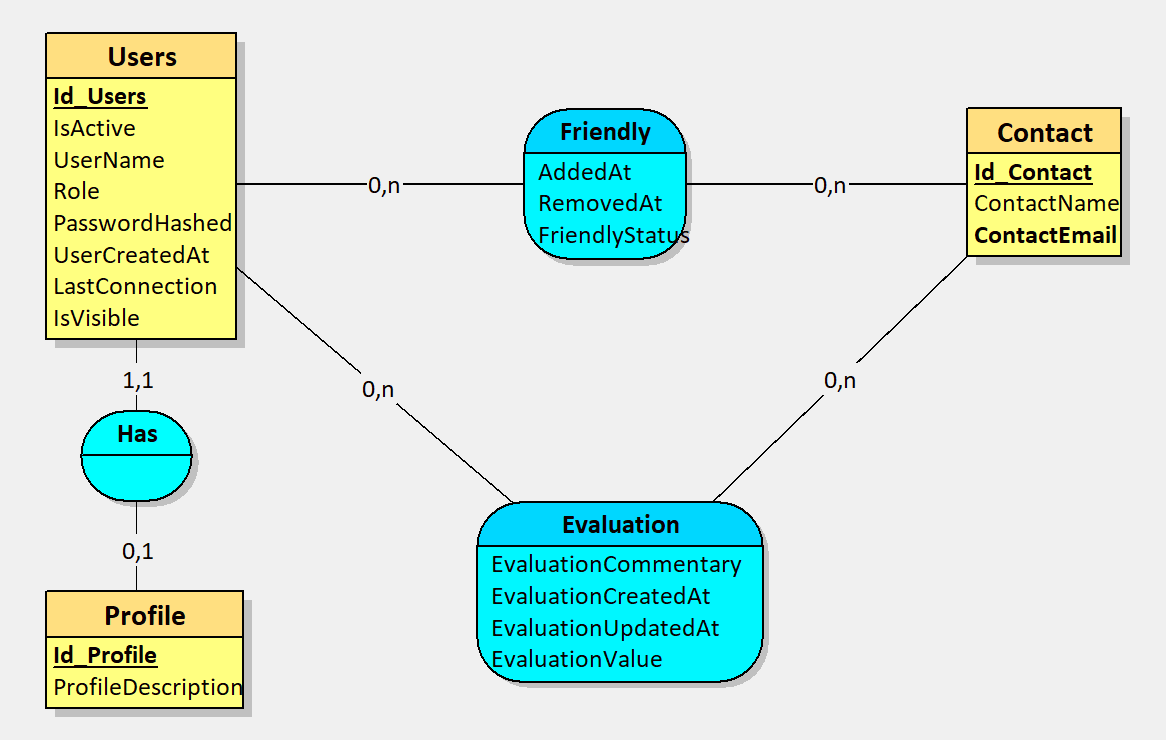 Users
Id_Users
IsActive
UserName
Role
PasswordHashed
UserCreatedAt
LastConnection
IsVisible
0,n
Friendly
AddedAt
RemovedAt
FriendlyStatus
0,n
Contact
Id_Contact
ContactName
ContactEmail
1,1
0,n
0,n
Has
0,1
Evaluation
EvaluationCommentary
EvaluationCreatedAt
EvaluationUpdatedAt
EvaluationValue
Profile
Id_Profile
ProfileDescription